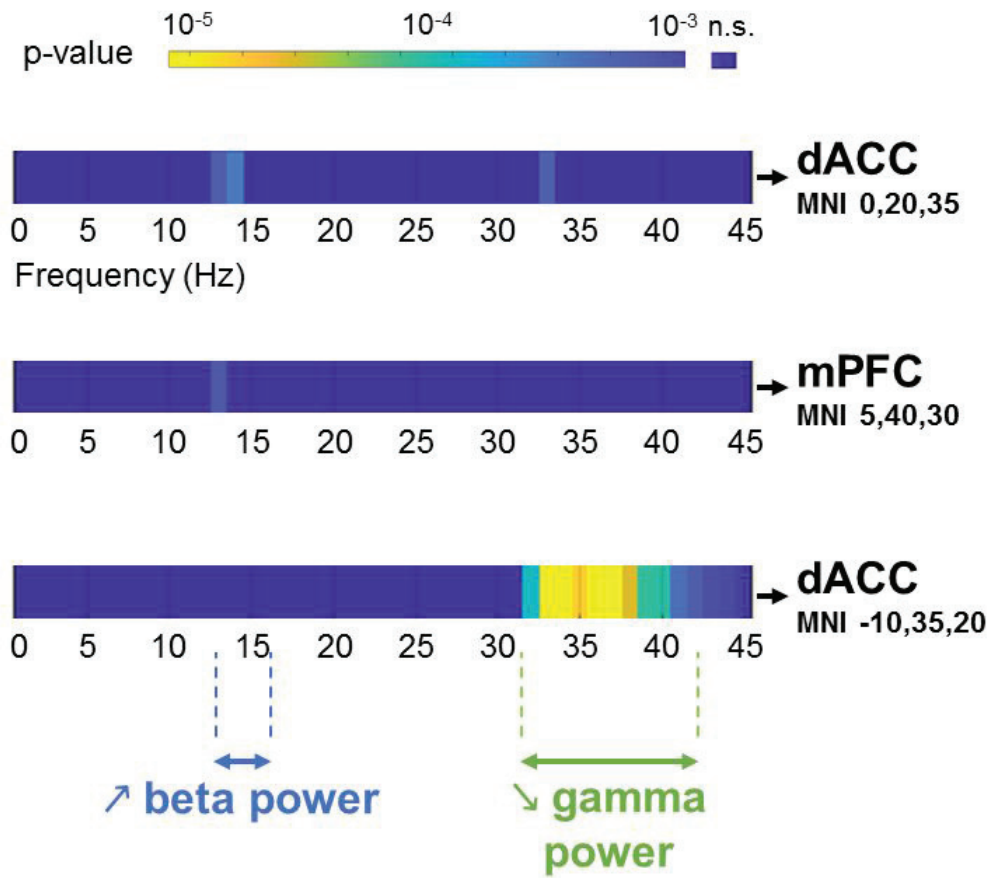 10-5 10-4 10-3 n.s.
p-value
dACC
MNI 0,20,35
0 5 10 15 20 25 30 35 40 45
Frequency (Hz)
mPFC
MNI 5,40,30
0 5 10 15 20 25 30 35 40 45
dACC
MNI -10,35,20
0 5 10 15 20 25 30 35 40 45
↗ beta power
↘ gamma
power